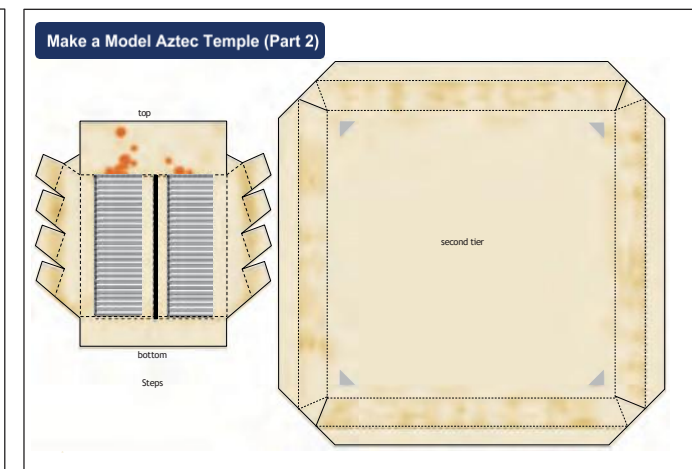 Make a Model Aztec Temple (Part 2)
top
second tier
bottom
Steps